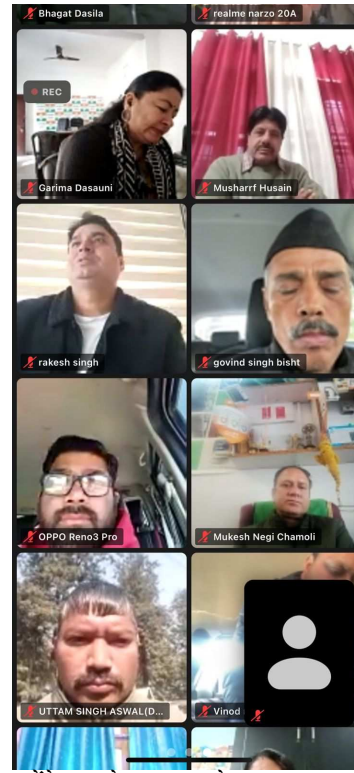 Bhagat Dasila
realme narzo 20A
REC
Garima Dasauni
Musharrf Husain
rakesh singh
govind singh bisht
OPPO Reno3 Pro
Mukesh Negi Chamoli
UTTAM SINGH ASWAL(D...
Vinod